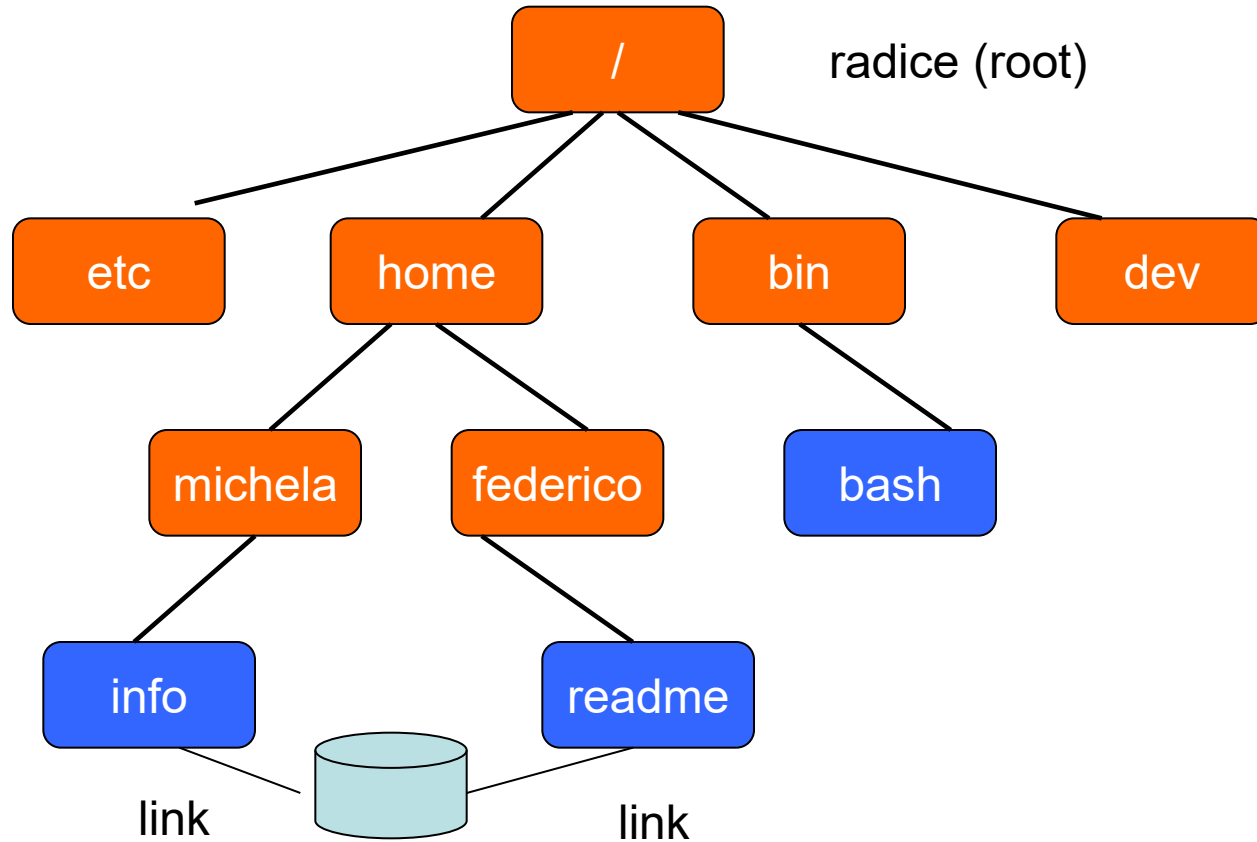 /
radice (root)
etc
home
bin
dev
michela
federico
bash
info
readme
link
link